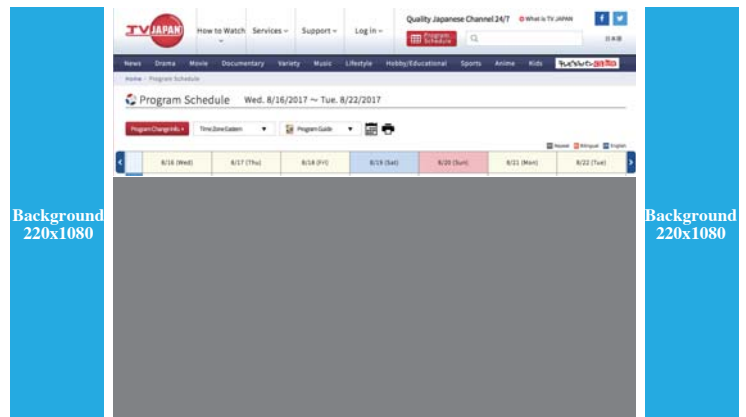 Quality Japanese Channel 24/7
What is TV JAPAN
TV JAPAN
How to Watch
Services
Support
Log in
Program Schedule
日本語
News Drama Movie Documentary Variety Music Lifestyle Hobby/Educational Sports Anime Kids
Home > Program Schedule
Program Schedule Wed. 8/16/2017 ～ Tue. 8/22/2017
Program Change Info.
Time Zone Eastern
Program Guide
Repeat Bilingual English
8/16 (Wed) 8/17 (Thu) 8/18 (Fri) 8/19 (Sat) 8/20 (Sun) 8/21 (Mon) 8/22 (Tue)
Background
220x1080
Background
220x1080